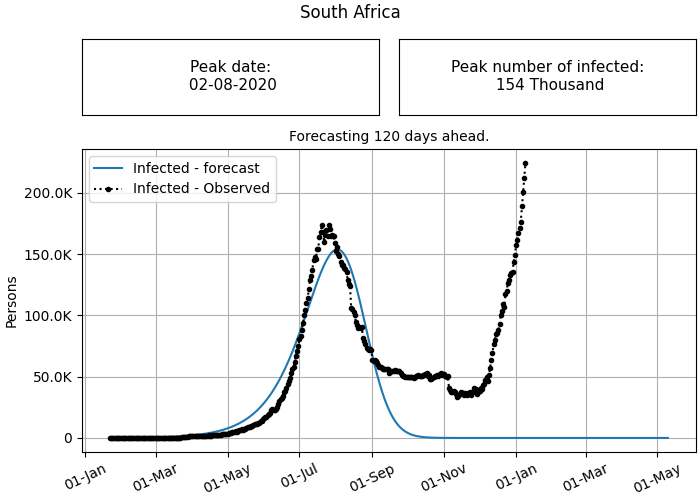 South Africa
Peak date:
02-08-2020
Peak number of infected:
154 Thousand
Forecasting 120 days ahead.
Infected - forecast
Infected - Observed
200.0K
150.0K
100.0K
50.0K
0
Persons
01-Jan
01-Mar
01-May
01-Jul
01-Sep
01-Nov
01-Jan
01-Mar
01-May